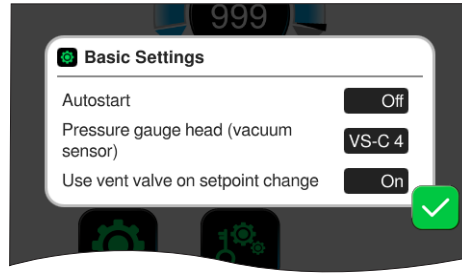 999
Basic Settings
Autostart Off
Pressure gauge head (vacuum
sensor) VS-C 4
Use vent valve on setpoint change On